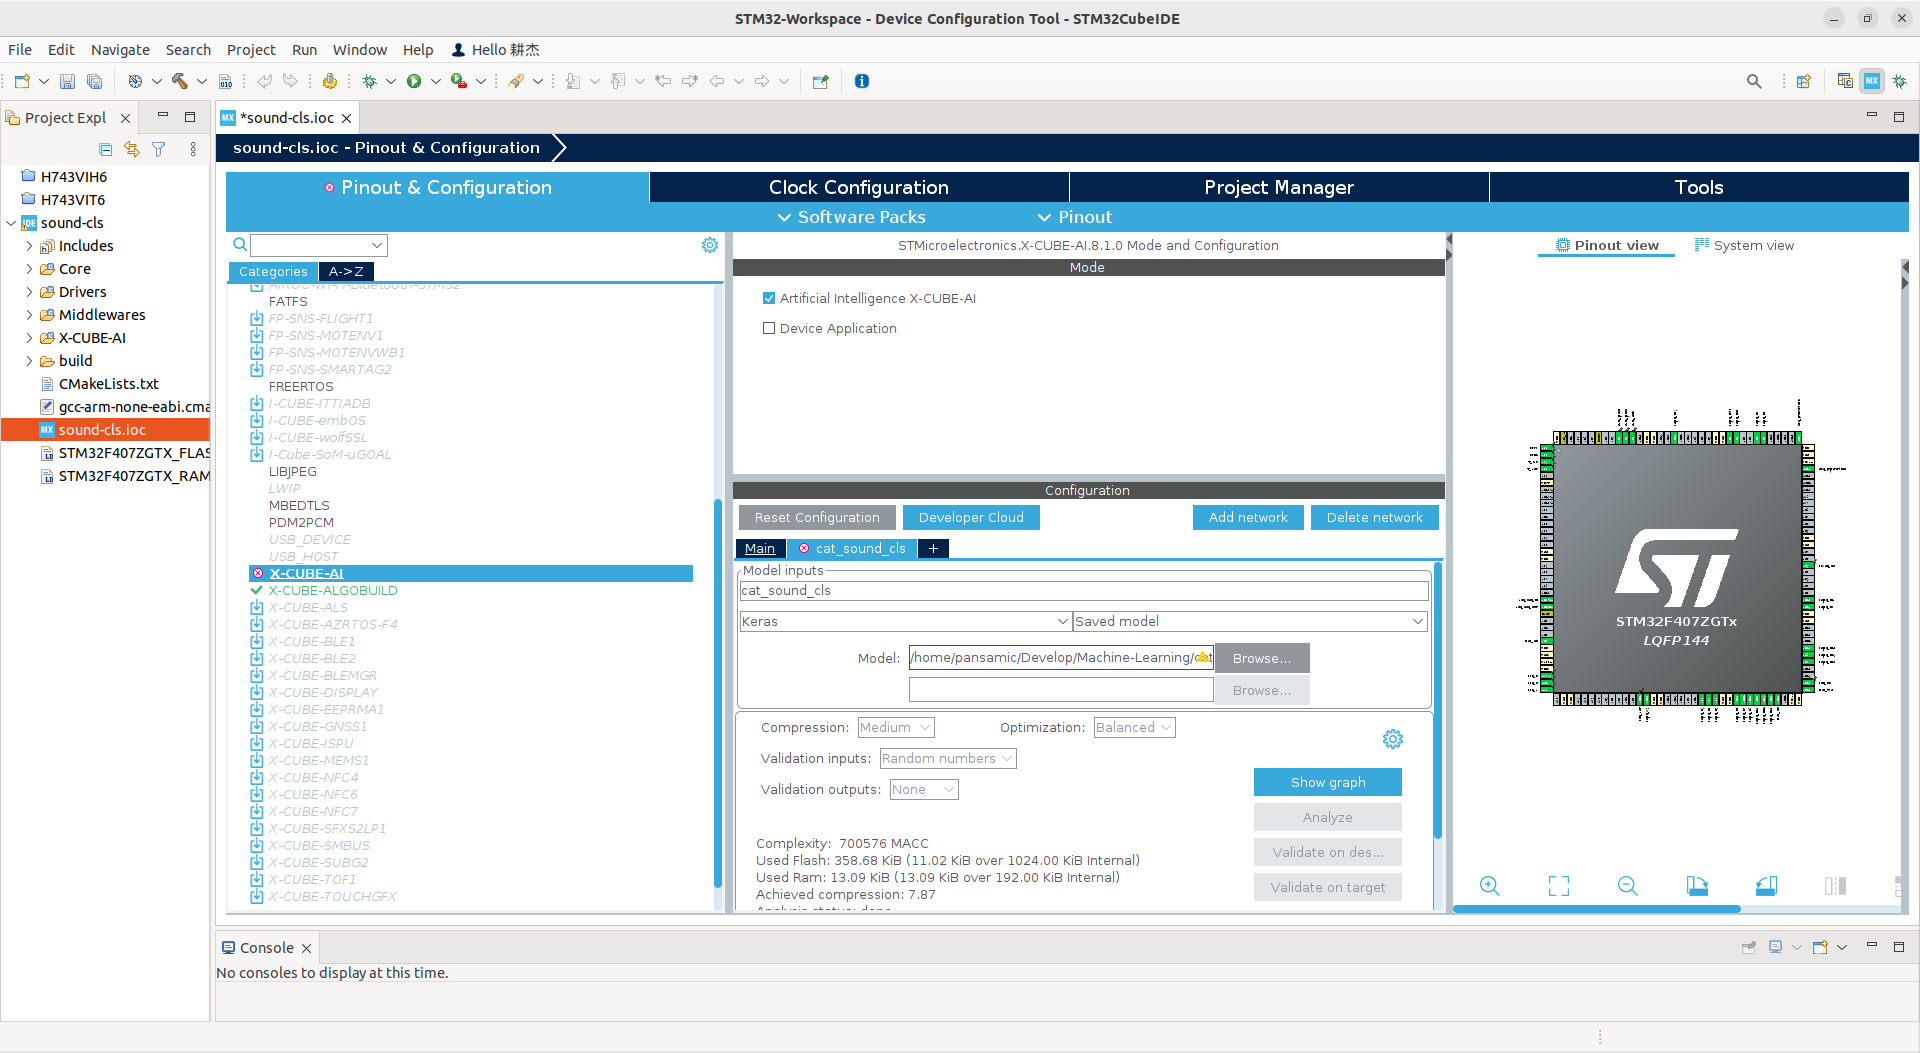 STM32-Workspace - Device Configuration Tool - STM32CubeIDE
File Edit Navigate Search Project Run Window Help Hello 耕杰
Project Expl
*sound-cls.ioc
sound-cls.ioc - Pinout & Configuration
H743VIH6
H743VIT6
sound-cls
Includes
Core
Drivers
Middlewares
X-CUBE-AI
build
CMakeLists.txt
gcc-arm-none-eabi.cma
sound-cls.ioc
STM32F407ZGTX_FLAS
STM32F407ZGTX_RAM
Pinout & Configuration
Clock Configuration
Project Manager
Tools
Software Packs
Pinout
Categories
A->Z
AIROC-Wi-Fi-Bluetooth-STM32
FATFS
FP-SNS-FLIGHT1
FP-SNS-MOTENV1
FP-SNS-MOTENVWB1
FP-SNS-SMARTAG2
FREERTOS
I-CUBE-ITTIADB
I-CUBE-embOS
I-CUBE-wolfSSL
I-Cube-SoM-uGOAL
LIBJPEG
LWIP
MBEDTLS
PDM2PCM
USB_DEVICE
USB_HOST
X-CUBE-AI
X-CUBE-ALGOBUILD
X-CUBE-ALS
X-CUBE-AZRTOS-F4
X-CUBE-BLE1
X-CUBE-BLE2
X-CUBE-BLEMGR
X-CUBE-DISPLAY
X-CUBE-EEPRMA1
X-CUBE-GNSS1
X-CUBE-ISPU
X-CUBE-MEMS1
X-CUBE-NFC4
X-CUBE-NFC6
X-CUBE-NFC7
X-CUBE-SFXS2LP1
X-CUBE-SMBUS
X-CUBE-SUBG2
X-CUBE-TOF1
X-CUBE-TOUCHGFX
STMicroelectronics.X-CUBE-AI.8.1.0 Mode and Configuration
Mode
Artificial Intelligence X-CUBE-AI
Device Application
Configuration
Reset Configuration
Developer Cloud
Add network
Delete network
Main
cat_sound_cls
+
Model inputs
cat_sound_cls
Keras
Saved model
Model: /home/pansamic/Develop/Machine-Learning/
Browse...
Browse...
Compression: Medium
Optimization: Balanced
Validation inputs: Random numbers
Validation outputs: None
Show graph
Analyze
Validate on des...
Validate on target
Complexity: 700576 MACC
Used Flash: 358.68 KiB (11.02 KiB over 1024.00 KiB Internal)
Used Ram: 13.09 KiB (13.09 KiB over 192.00 KiB Internal)
Achieved compression: 7.87
Analysis status: done
Pinout view
System view
STM32F407ZGTx
LQFP144
Console
No consoles to display at this time.